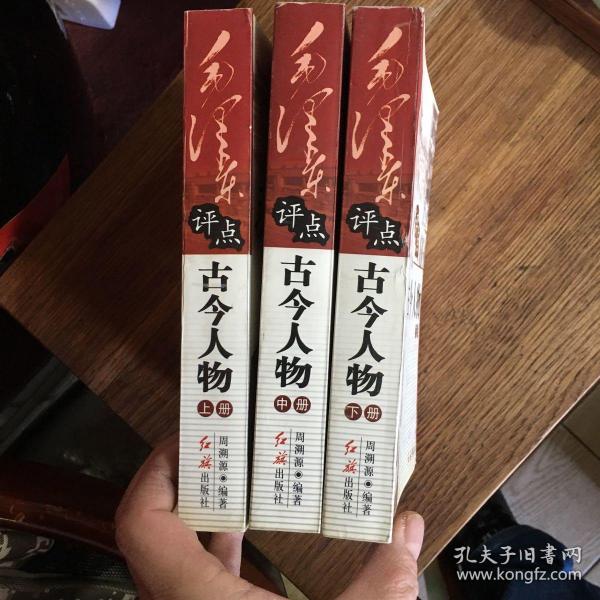 毛泽东
评点
古今人物
上册
周溯源◉编著
红旗出版社
毛泽东
评点
古今人物
中册
周溯源◉编著
红旗出版社
毛泽东
评点
古今人物
下册
周溯源◉编著
红旗出版社
孔夫子旧书网
www.kongfz.com